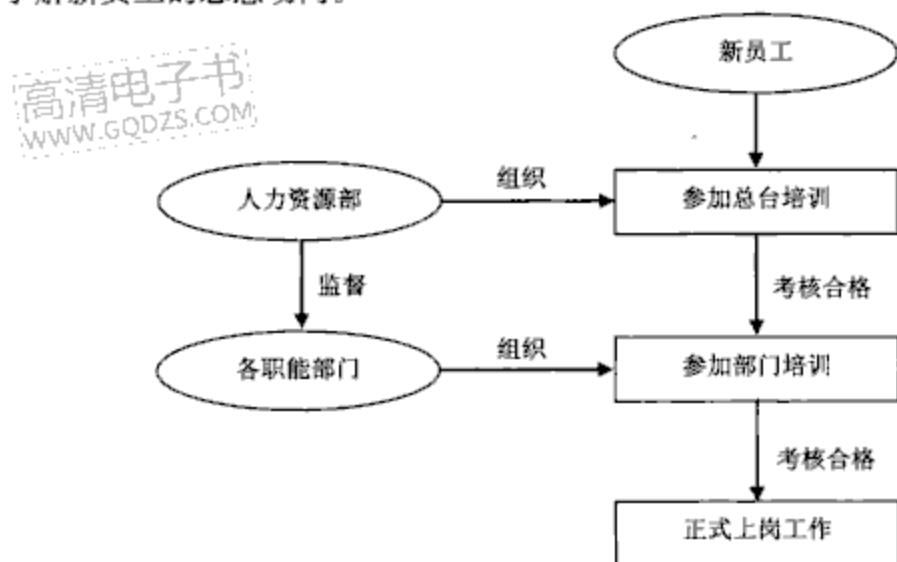 新员工
高清电子书
WWW.GQDZS.COM
人力资源部
组织
参加总台培训
监督
考核合格
各职能部门
组织
参加部门培训
考核合格
正式上岗工作